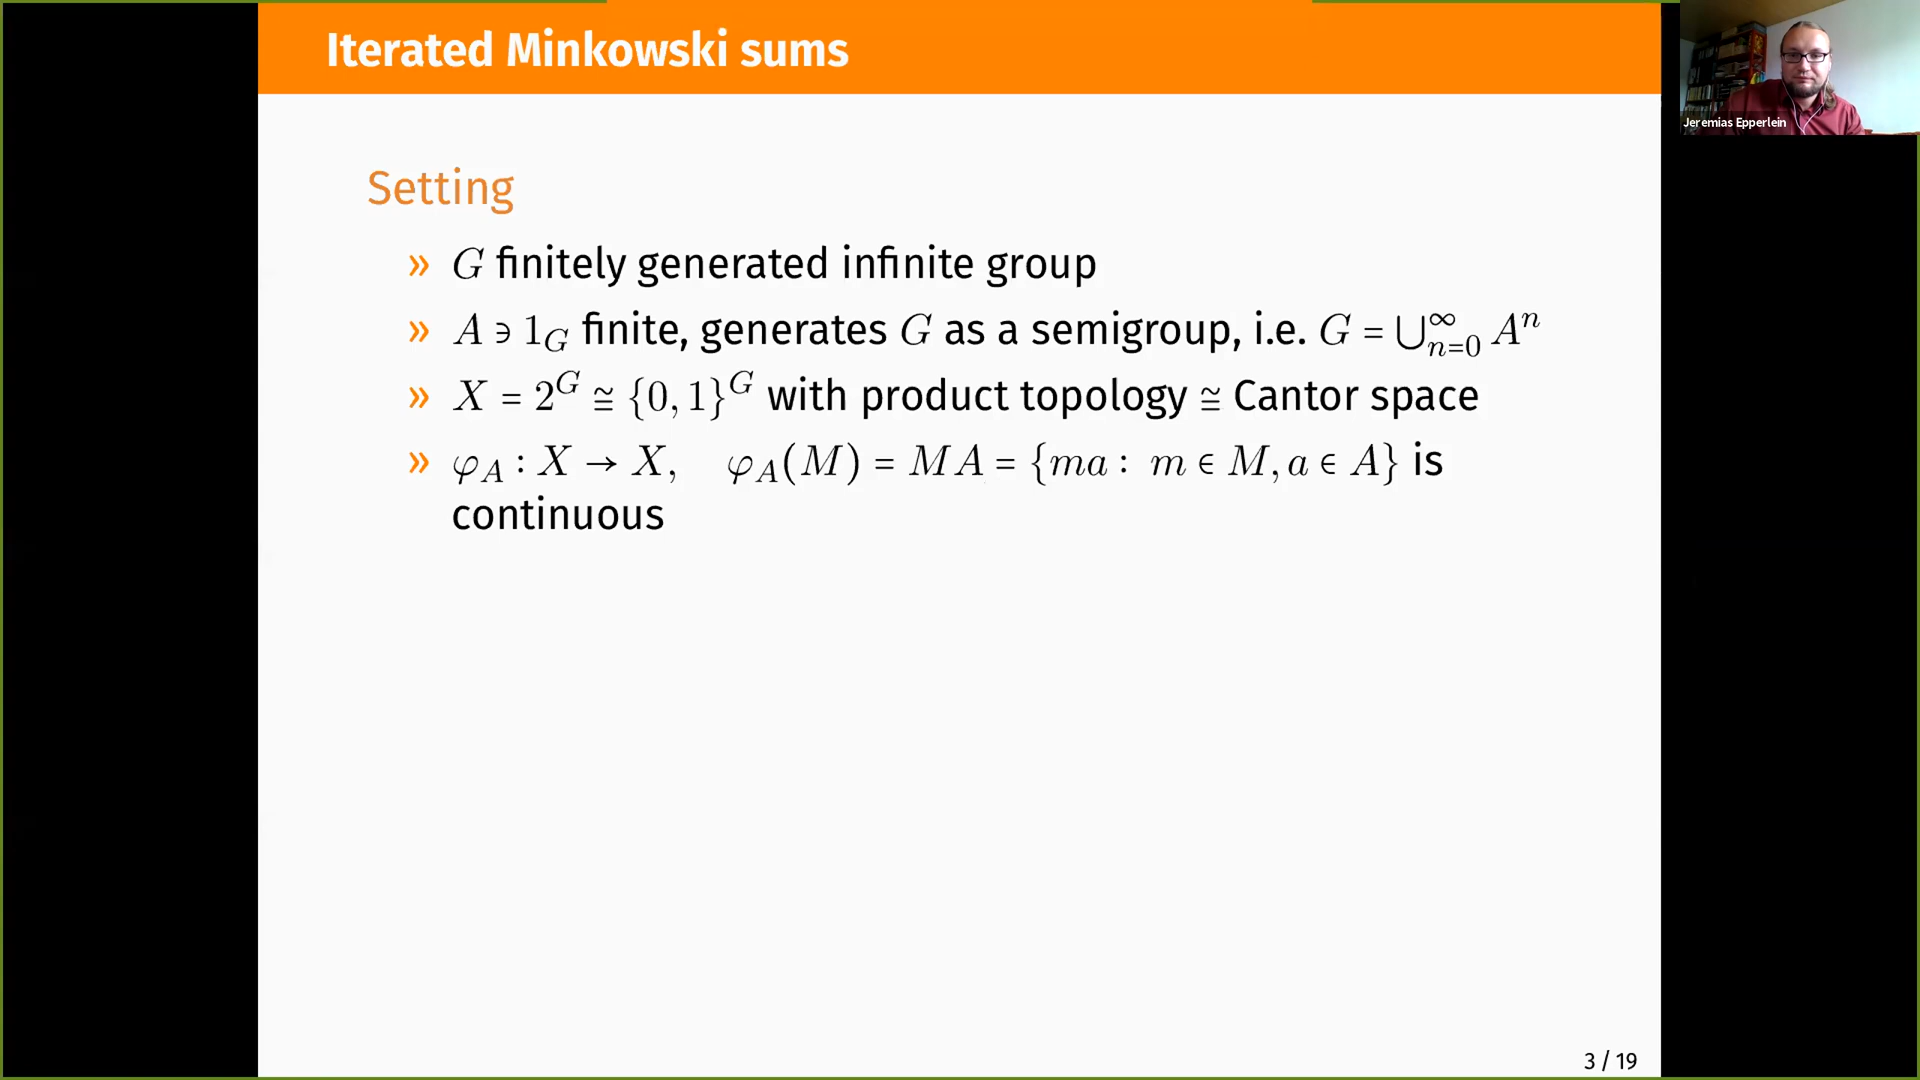 Iterated Minkowski sums
Jeremias Epperlein
Setting
» G finitely generated infinite group
» A ∋ 1_G finite, generates G as a semigroup, i.e. G = ⋃_{n=0}^∞ A^n
» X = 2^G ≅ {0, 1}^G with product topology ≅ Cantor space
» φ_A : X → X, φ_A(M) = MA = {ma : m ∈ M, a ∈ A} is
continuous
3 / 19